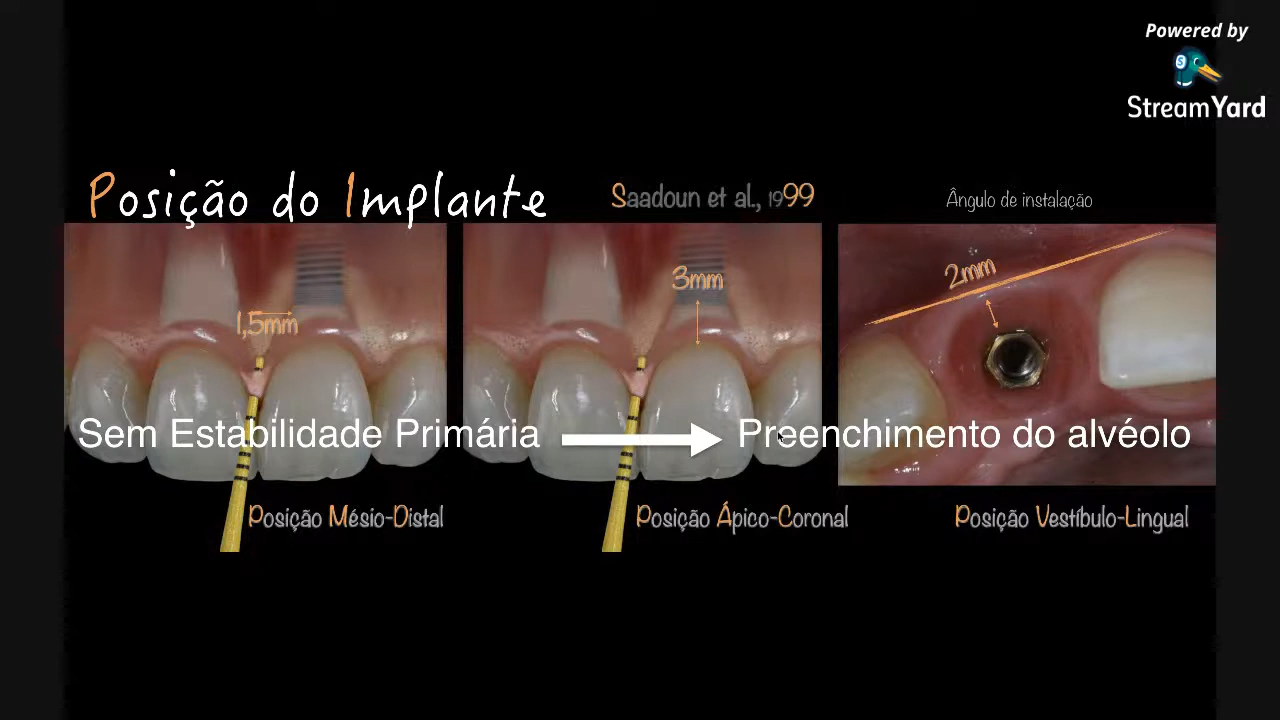 Powered by
StreamYard
Posição do Implante
Saadoun et al., 1999
Ângulo de instalação
1,5mm
3mm
2mm
Sem Estabilidade Primária
Preenchimento do alvéolo
Posição Mésio-Distal
Posição Ápico-Coronal
Posição Vestíbulo-Lingual